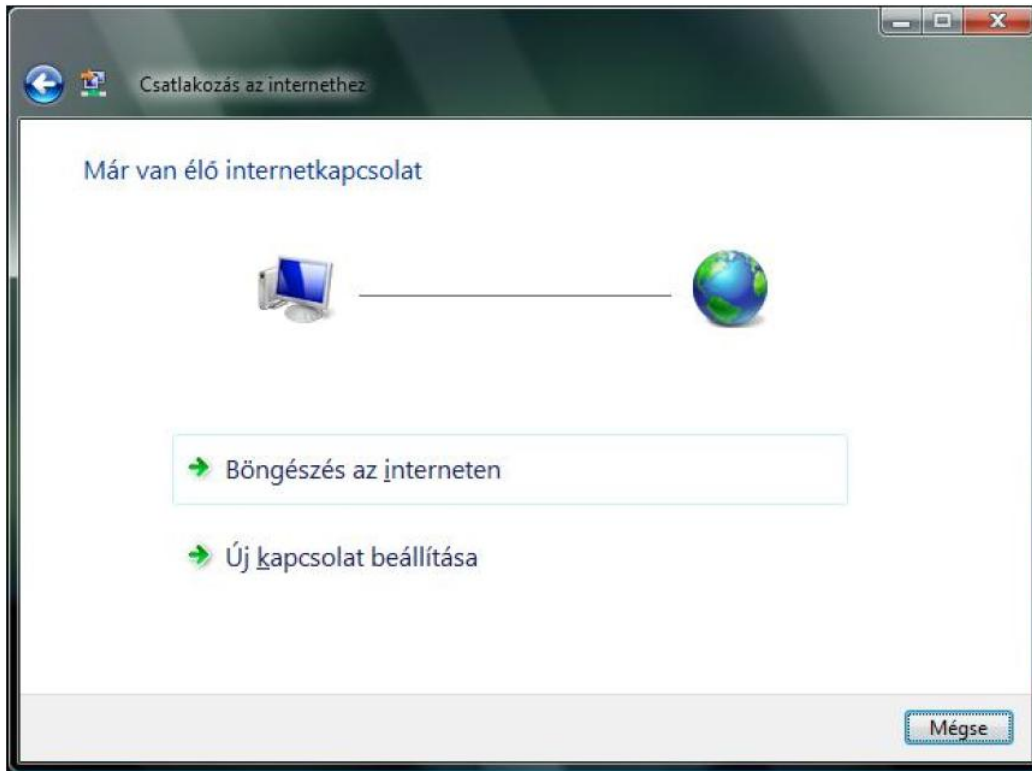 Csatlakozás az internethez
Már van élő internetkapcsolat
Böngészés az interneten
Új kapcsolat beállítása
Mégse